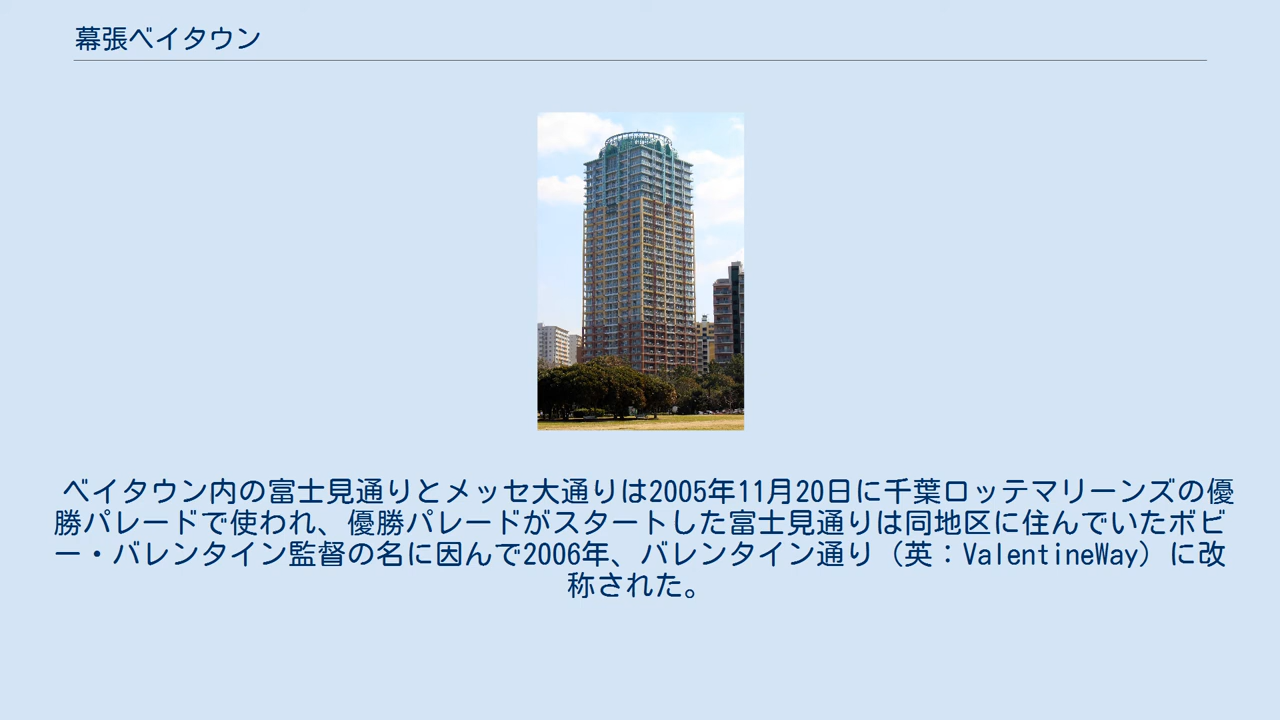 幕張ベイタウン
ベイタウン内の富士見通りとメッセ大通りは2005年11月20日に千葉ロッテマリーンズの優
勝パレードで使われ、優勝パレードがスタートした富士見通りは同地区に住んでいたボビ
ー・バレンタイン監督の名に因んで2006年、バレンタイン通り（英：ValentineWay）に改
称された。